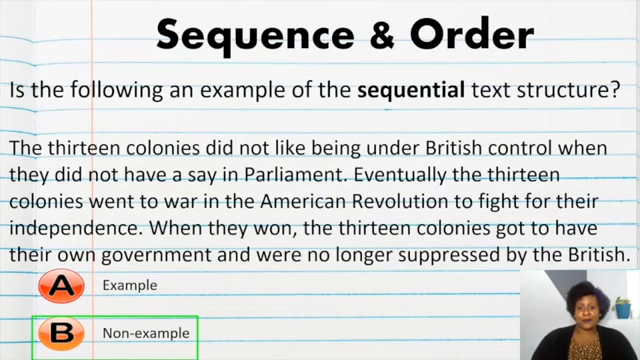 Sequence & Order
Is the following an example of the sequential text structure?
The thirteen colonies did not like being under British control when
they did not have a say in Parliament. Eventually the thirteen
colonies went to war in the American Revolution to fight for their
independence. When they won, the thirteen colonies got to have
their own government and were no longer suppressed by the British.
A Example
B Non-example